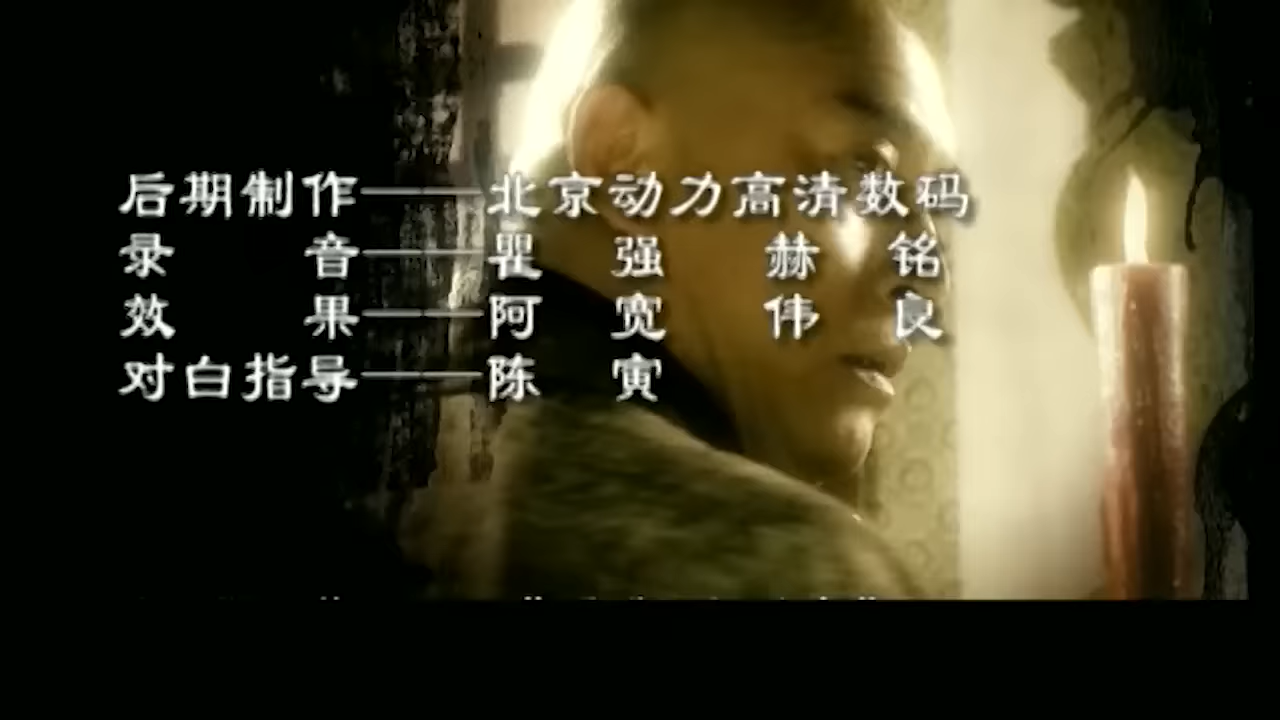 后期制作——北京动力高清数码
录 音——瞿 强 赫 铭
效 果——阿 宽 伟 良
对白指导——陈 寅